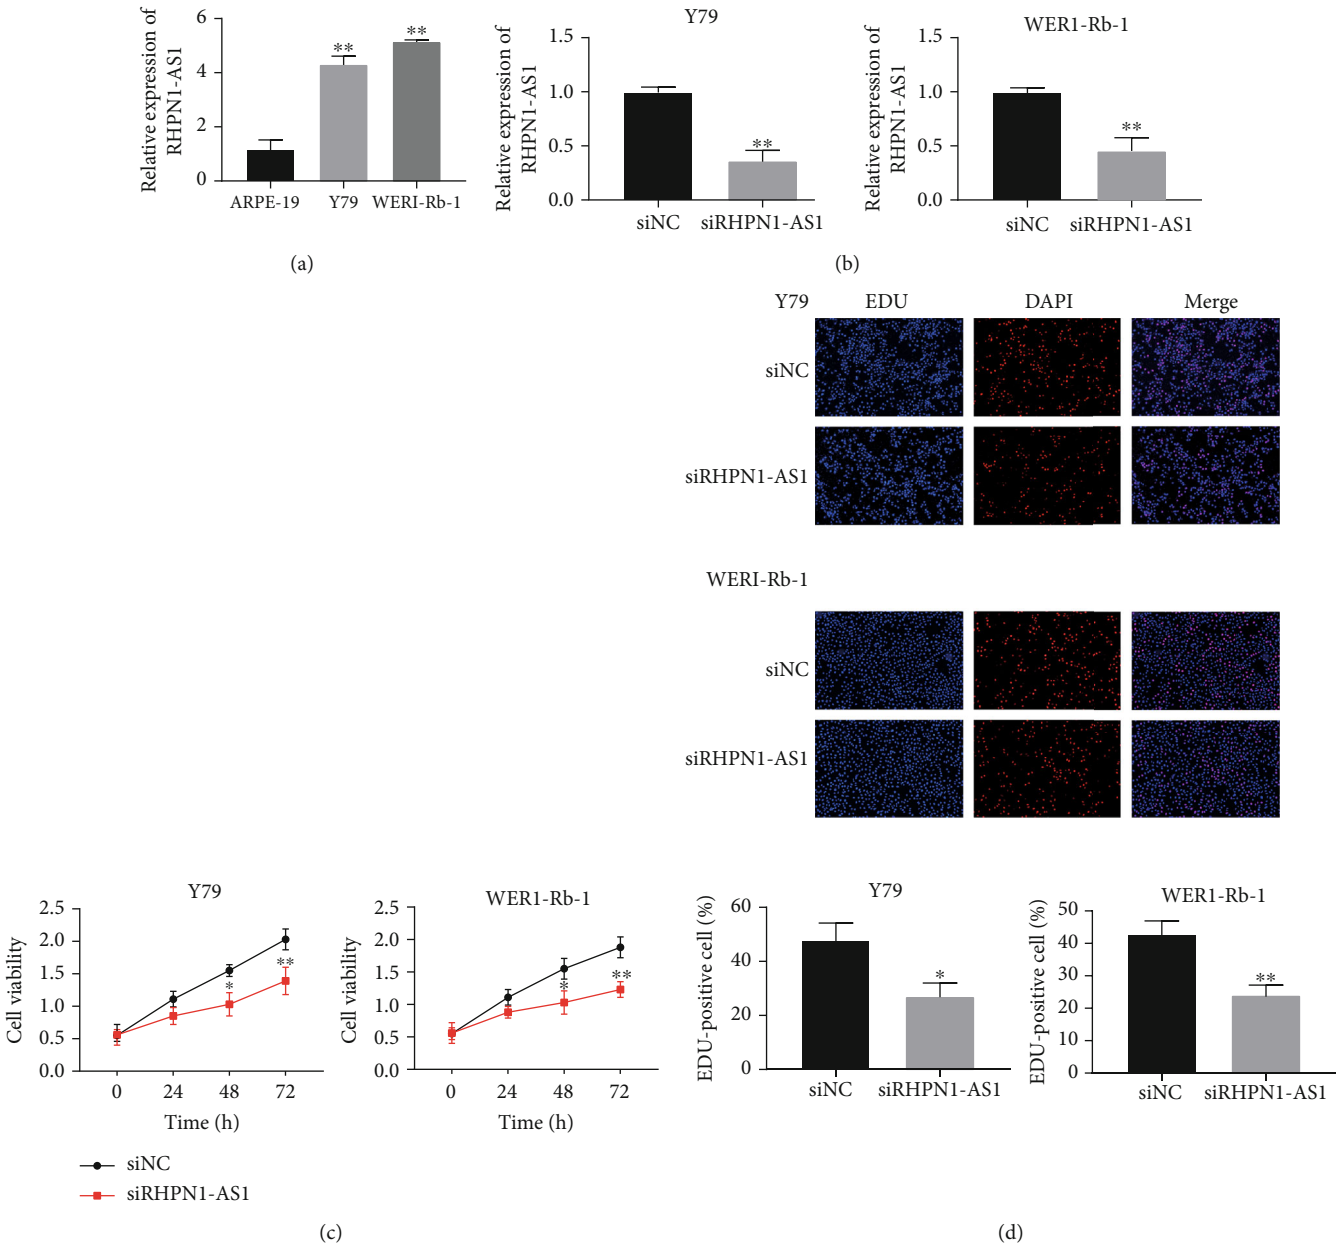 Relative expression of
RHPN1-AS1
6
4
2
0
**
**
ARPE-19 Y79 WERI-Rb-1
(a)
Y79
Relative expression of
RHPN1-AS1
1.5
1.0
0.5
0.0
**
siNC siRHPN1-AS1
WER1-Rb-1
Relative expression of
RHPN1-AS1
1.5
1.0
0.5
0.0
**
siNC siRHPN1-AS1
(b)
Y79 EDU DAPI Merge
siNC
siRHPN1-AS1
WERI-Rb-1
siNC
siRHPN1-AS1
Y79
Cell viability
2.5
2.0
1.5
1.0
0.5
0.0
*
**
0 24 48 72
Time (h)
WER1-Rb-1
Cell viability
2.5
2.0
1.5
1.0
0.5
0.0
*
**
0 24 48 72
Time (h)
siNC
siRHPN1-AS1
(c)
Y79
EDU-positive cell (%)
60
40
20
0
*
siNC siRHPN1-AS1
WER1-Rb-1
EDU-positive cell (%)
50
40
30
20
10
0
**
siNC siRHPN1-AS1
(d)